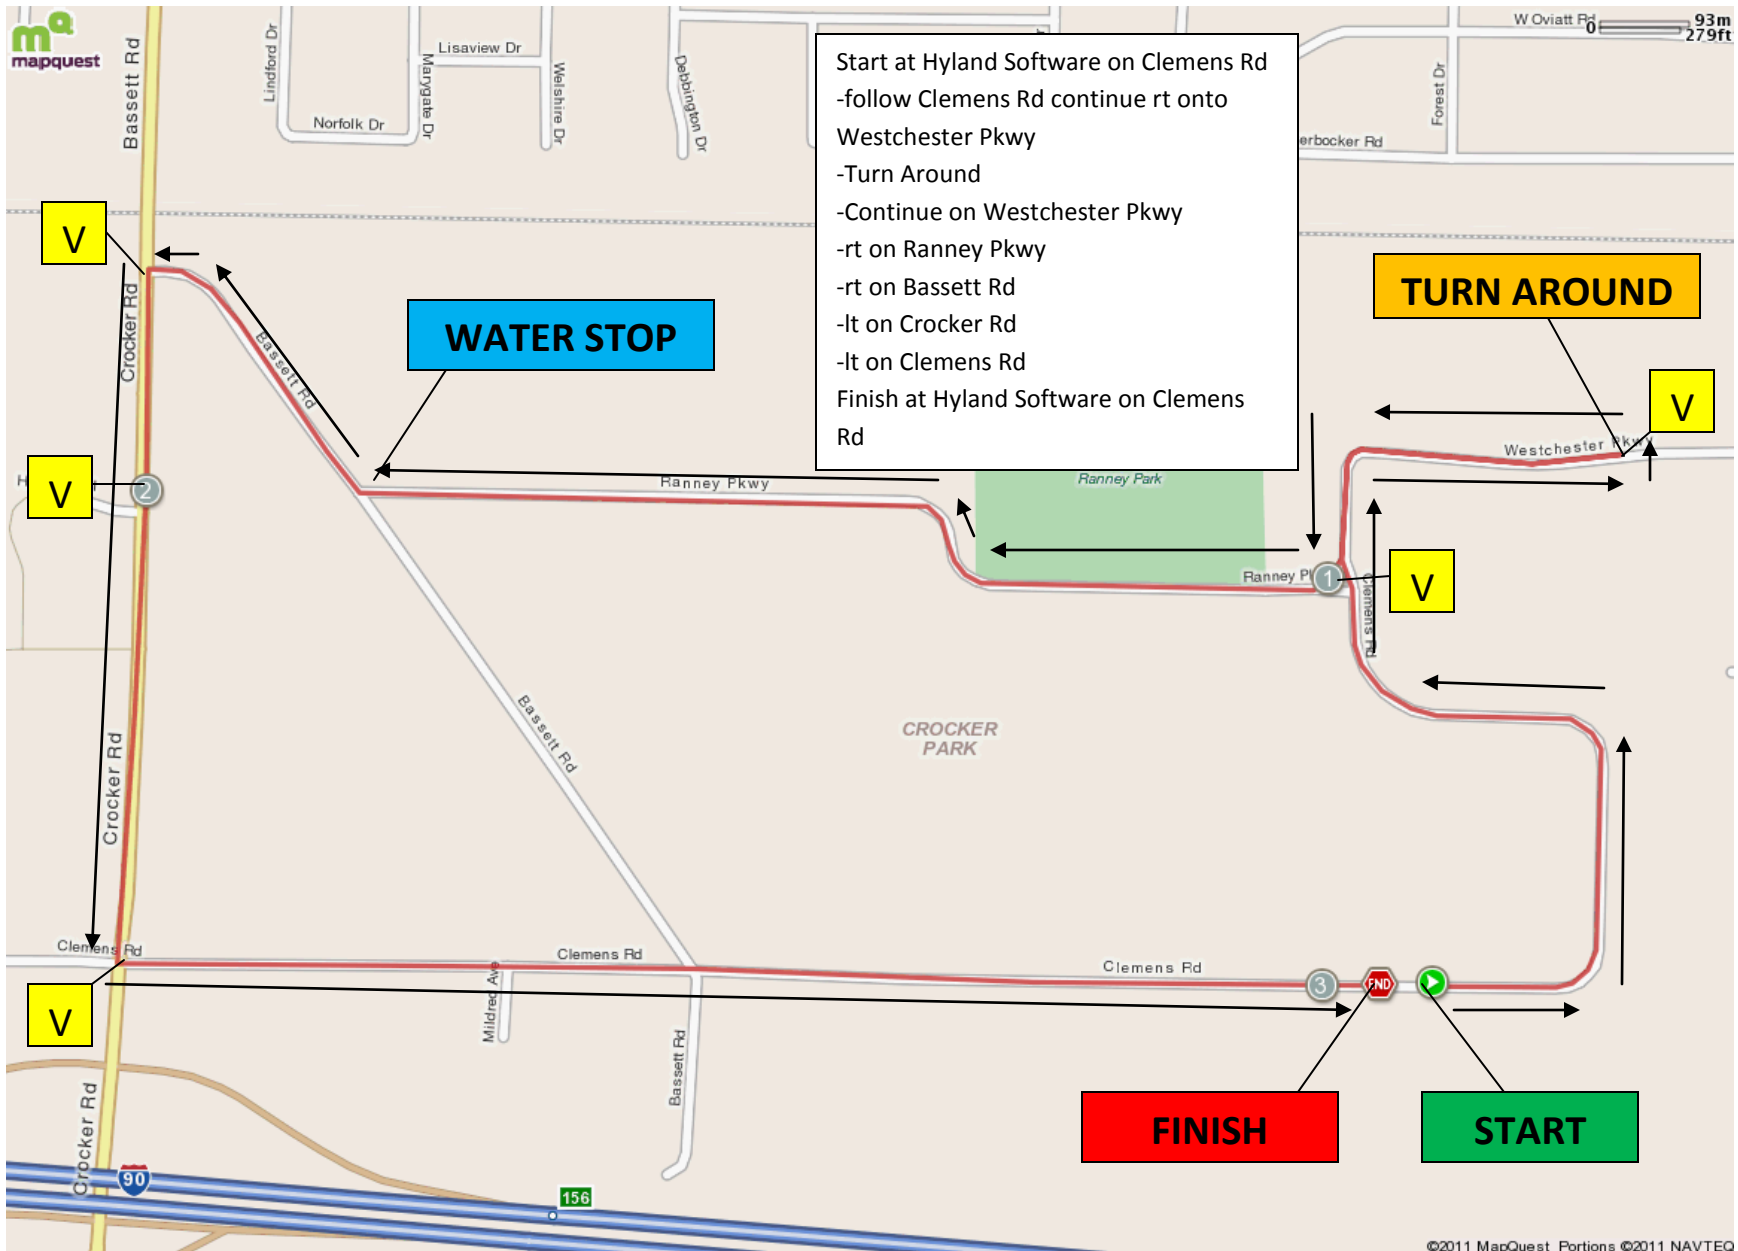 mapquest
Bassett Rd
Lindford Dr
Lisaview Dr
Marygate Dr
Welshire Dr
Norfolk Dr
Debbington Dr
W Oviatt Rd
0
93m
279ft
Forest Dr
erbocker Rd
Start at Hyland Software on Clemens Rd
-follow Clemens Rd continue rt onto
Westchester Pkwy
-Turn Around
-Continue on Westchester Pkwy
-rt on Ranney Pkwy
-rt on Bassett Rd
-lt on Crocker Rd
-lt on Clemens Rd
Finish at Hyland Software on Clemens
Rd
V
Crocker Rd
Bassett Rd
WATER STOP
TURN AROUND
V
Westchester Pkwy
Ranney Pkwy
Ranney Park
V
2
Ranney Pl
1
V
Clemens Rd
Bassett Rd
CROCKER
PARK
Crocker Rd
Clemens Rd
Clemens Rd
Clemens Rd
V
Mildred Ave
Bassett Rd
3
END
FINISH
START
Crocker Rd
90
156
©2011 MapQuest Portions ©2011 NAVTEQ